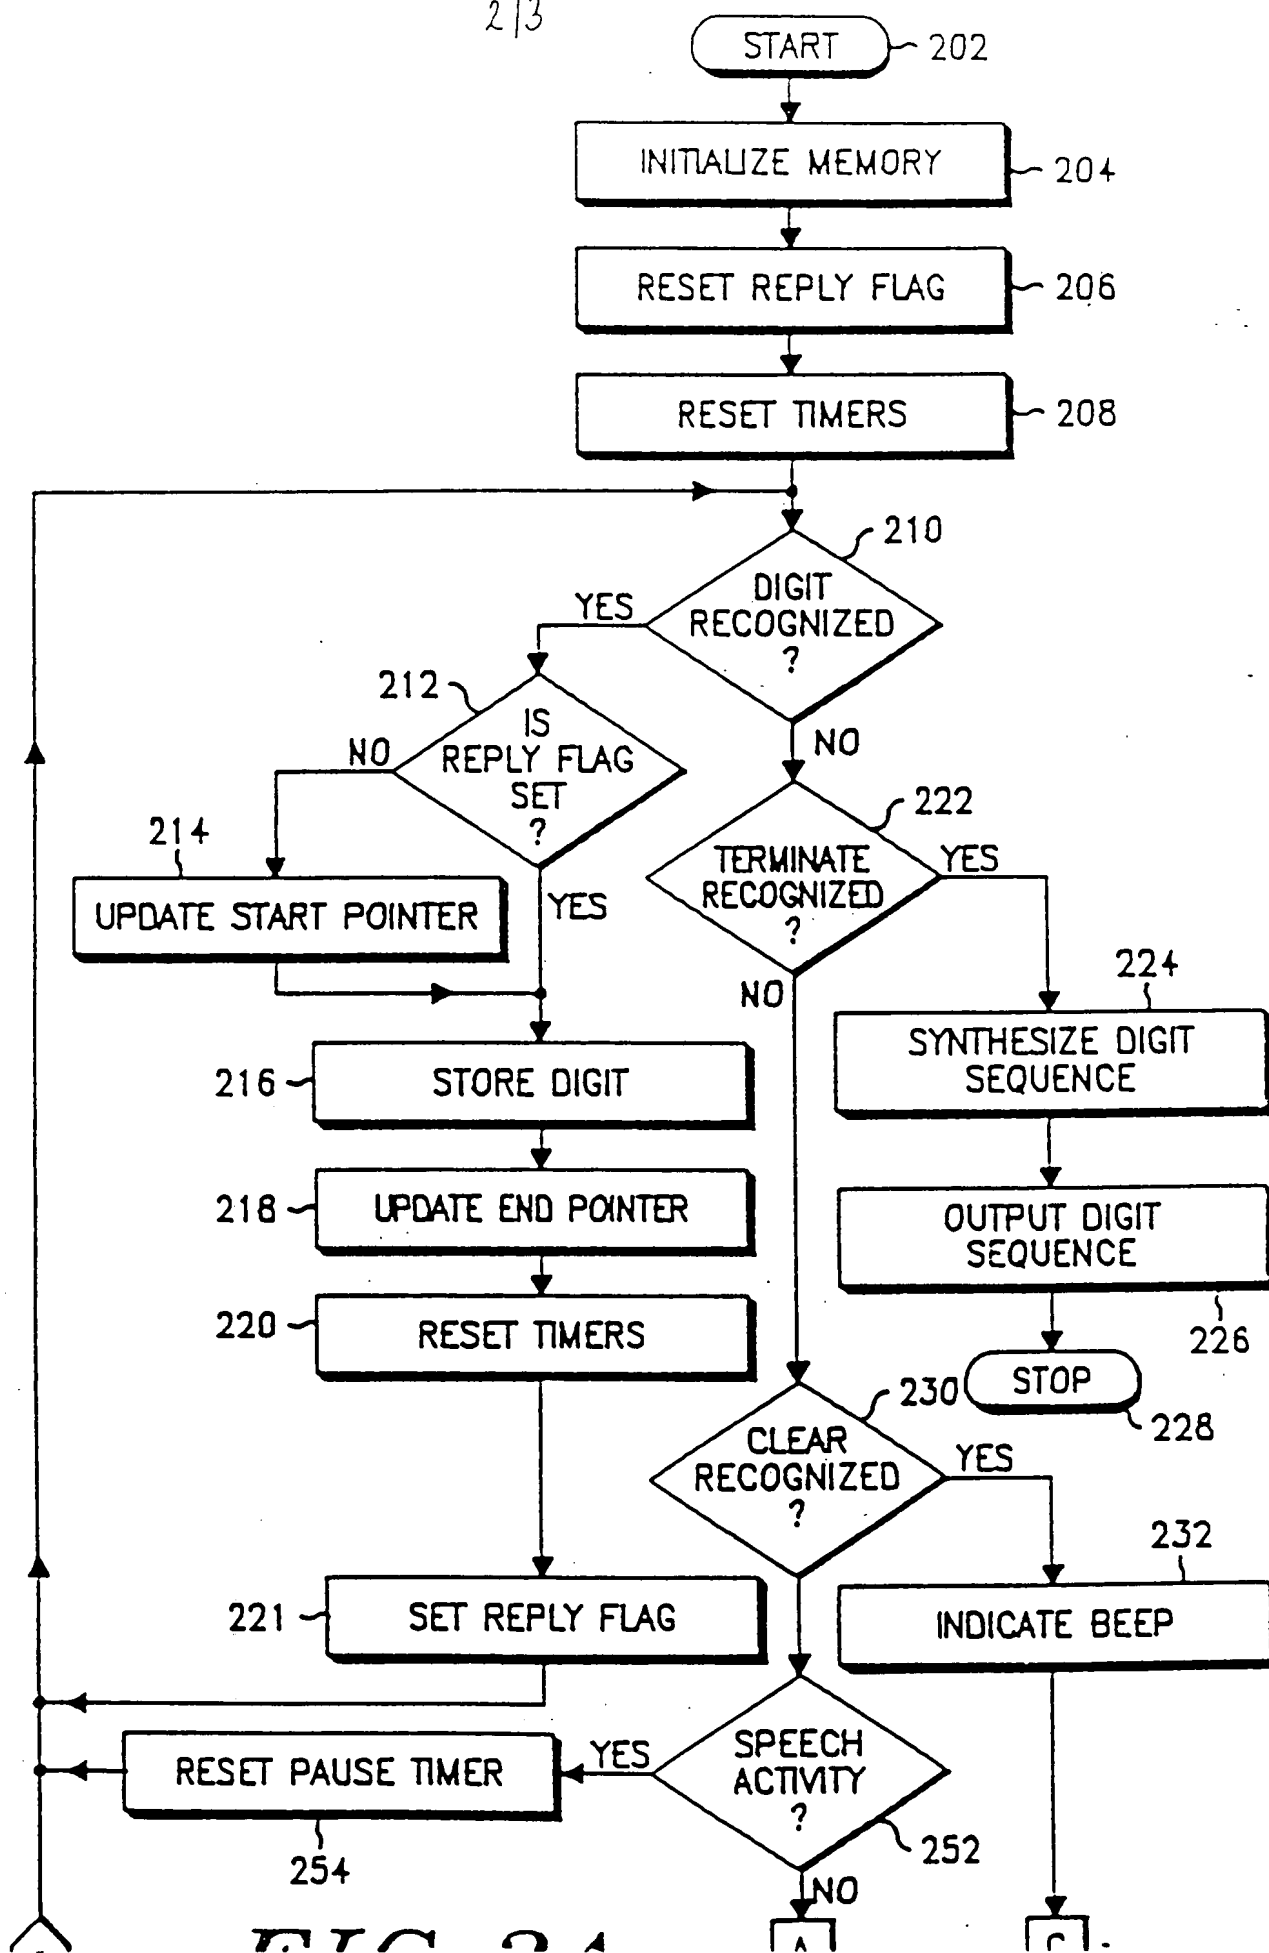 2/3
START
202
INITIALIZE MEMORY
204
RESET REPLY FLAG
206
RESET TIMERS
208
210
DIGIT
RECOGNIZED
?
YES
NO
212
IS
REPLY FLAG
SET
?
NO
YES
214
UPDATE START POINTER
222
TERMINATE
RECOGNIZED
?
YES
NO
216
STORE DIGIT
224
SYNTHESIZE DIGIT
SEQUENCE
218
UPDATE END POINTER
OUTPUT DIGIT
SEQUENCE
226
220
RESET TIMERS
STOP
228
230
CLEAR
RECOGNIZED
?
YES
232
INDICATE BEEP
221
SET REPLY FLAG
SPEECH
ACTIVITY
?
252
YES
NO
RESET PAUSE TIMER
254
A